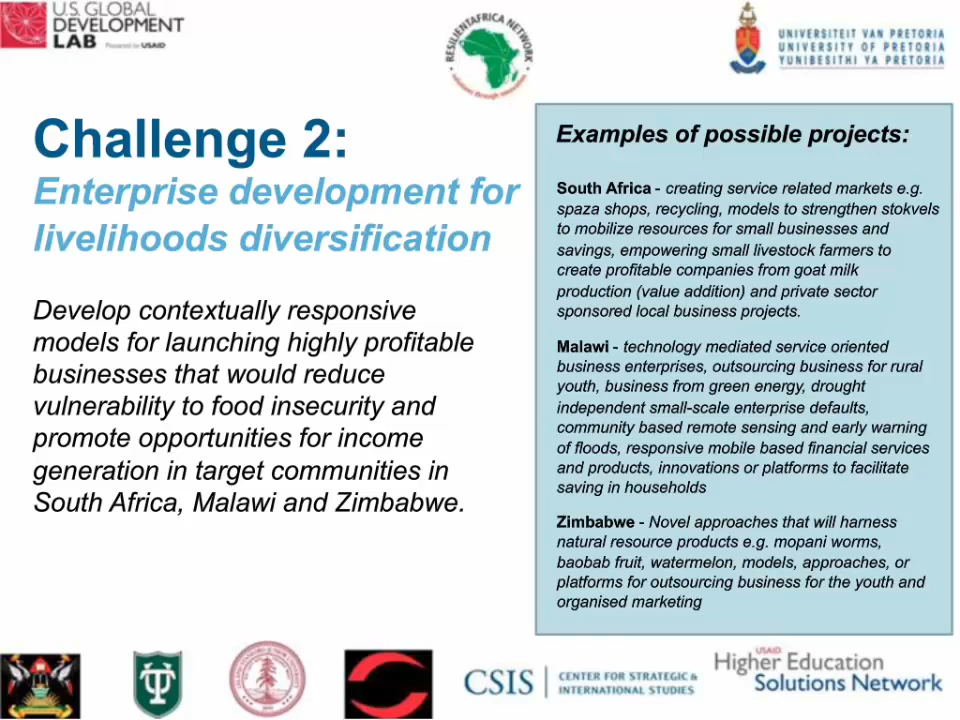 U.S. GLOBAL
DEVELOPMENT
LAB Powered by USAID
RESILIENTAFRICA NETWORK
solutions through innovation
UNIVERSITEIT VAN PRETORIA
UNIVERSITY OF PRETORIA
YUNIBESITHI YA PRETORIA
Challenge 2:
Enterprise development for
livelihoods diversification
Develop contextually responsive
models for launching highly profitable
businesses that would reduce
vulnerability to food insecurity and
promote opportunities for income
generation in target communities in
South Africa, Malawi and Zimbabwe.
Examples of possible projects:
South Africa - creating service related markets e.g.
spaza shops, recycling, models to strengthen stokvels
to mobilize resources for small businesses and
savings, empowering small livestock farmers to
create profitable companies from goat milk
production (value addition) and private sector
sponsored local business projects.
Malawi - technology mediated service oriented
business enterprises, outsourcing business for rural
youth, business from green energy, drought
independent small-scale enterprise defaults,
community based remote sensing and early warning
of floods, responsive mobile based financial services
and products, innovations or platforms to facilitate
saving in households
Zimbabwe - Novel approaches that will harness
natural resource products e.g. mopani worms,
baobab fruit, watermelon, models, approaches, or
platforms for outsourcing business for the youth and
organised marketing
CSIS
CENTER FOR STRATEGIC &
INTERNATIONAL STUDIES
USAID
Higher Education
Solutions Network